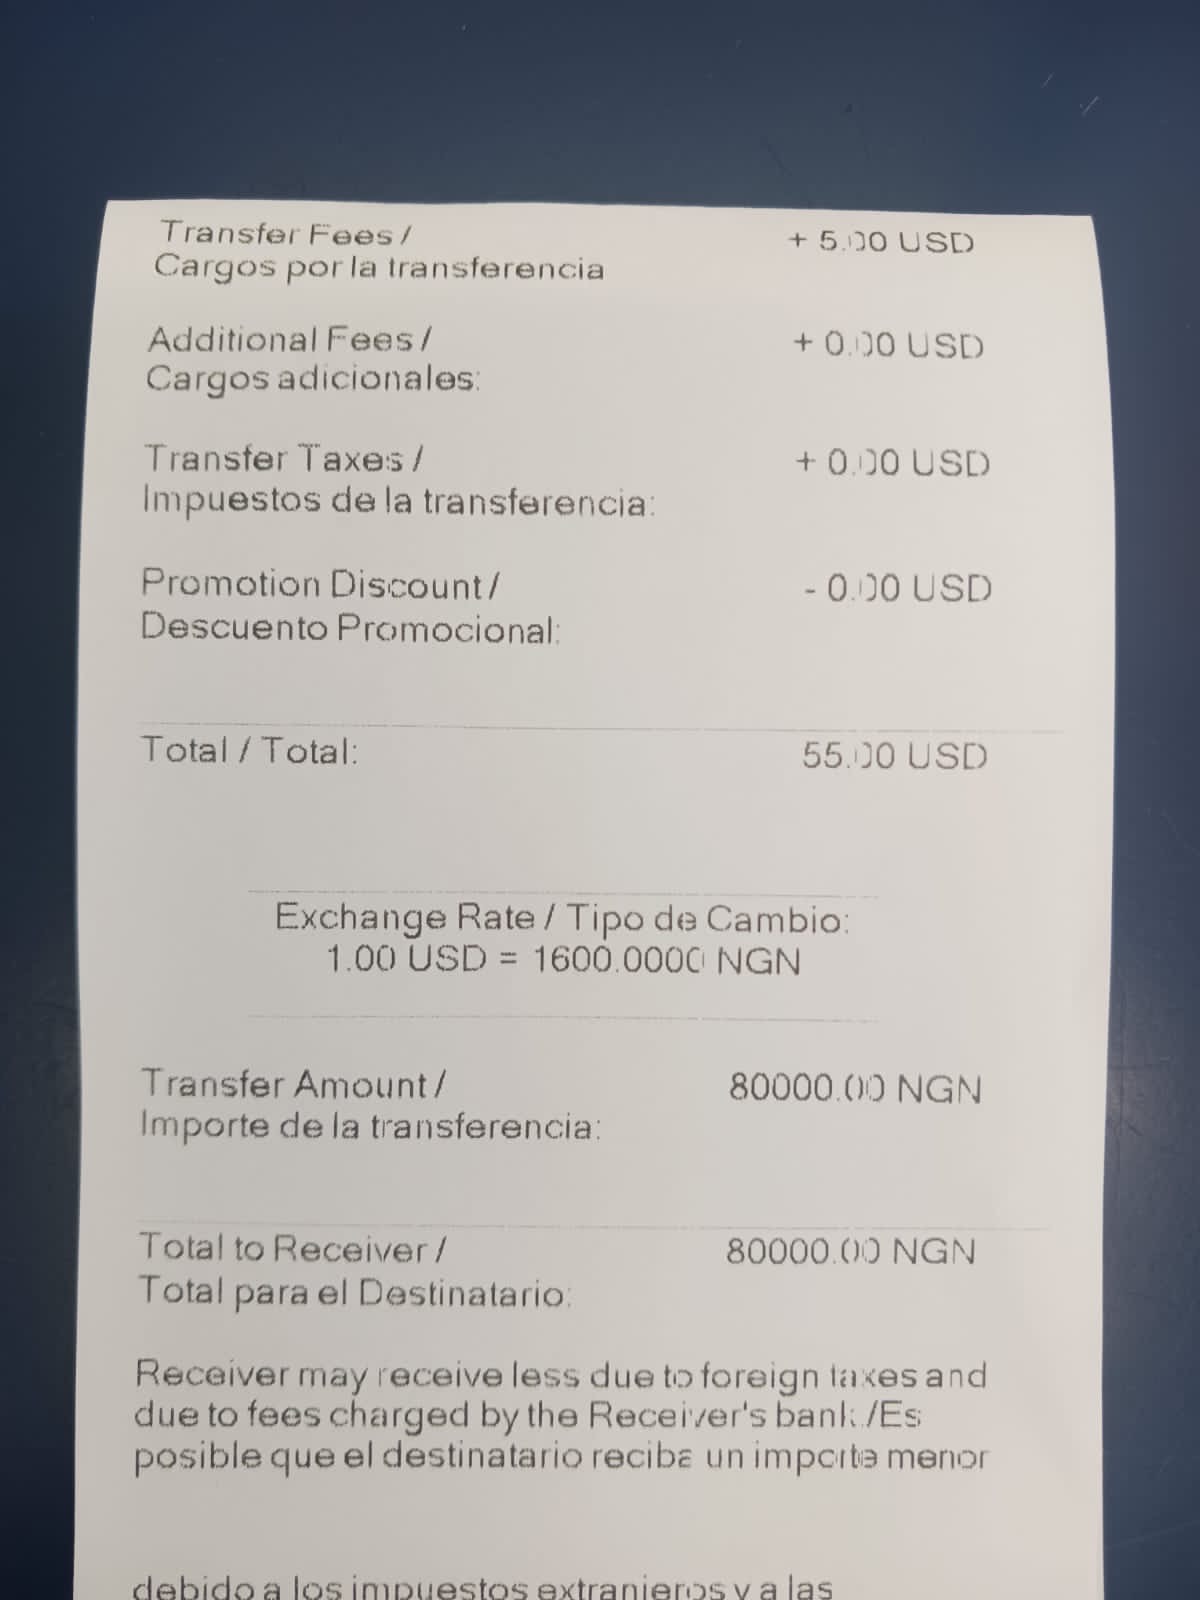 Transfer Fees / + 5.00 USD
Cargos por la transferencia
Additional Fees / + 0.00 USD
Cargos adicionales:
Transfer Taxes / + 0.00 USD
Impuestos de la transferencia:
Promotion Discount / - 0.00 USD
Descuento Promocional:
Total / Total: 55.00 USD
Exchange Rate / Tipo de Cambio:
1.00 USD = 1600.0000 NGN
Transfer Amount / 80000.00 NGN
Importe de la transferencia:
Total to Receiver / 80000.00 NGN
Total para el Destinatario:
Receiver may receive less due to foreign taxes and
due to fees charged by the Receiver's bank./Es
posible que el destinatario reciba un importe menor
debido a los impuestos extranjeros y a las